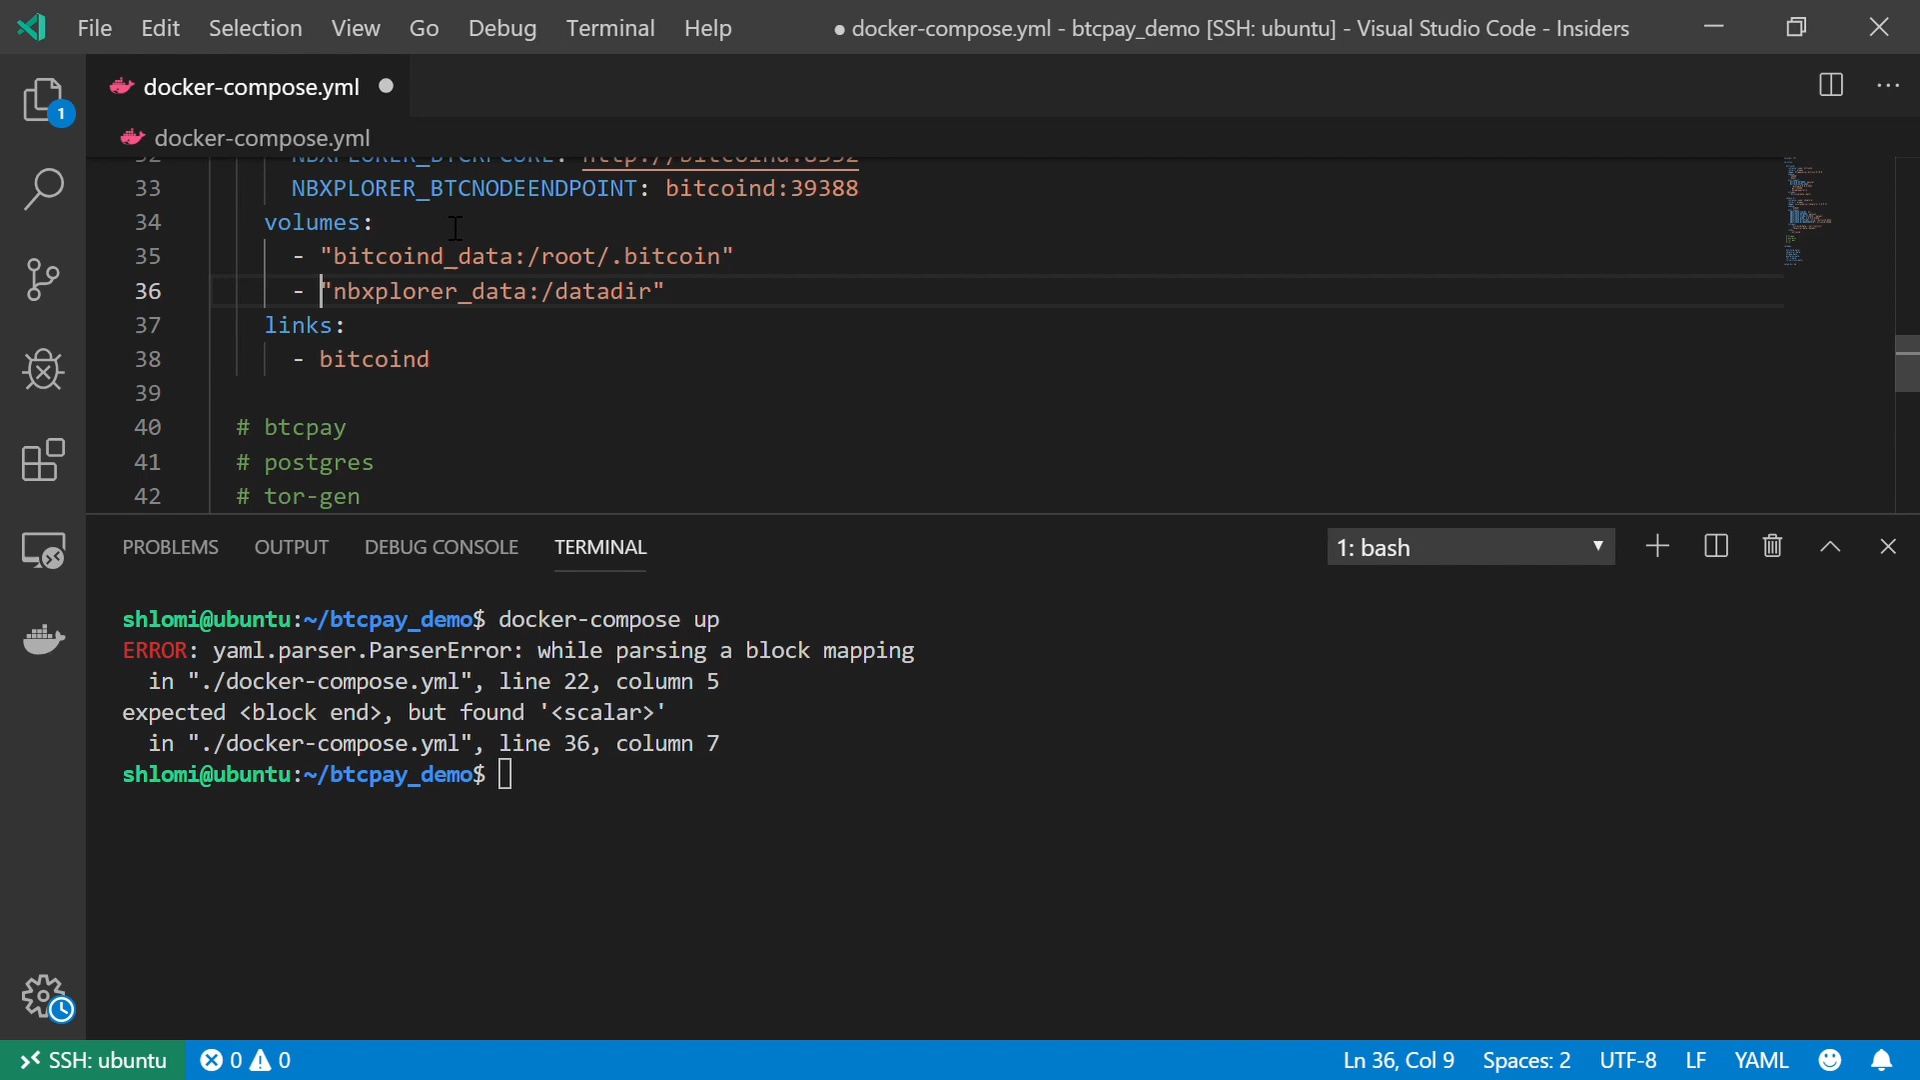 File Edit Selection View Go Debug Terminal Help ● docker-compose.yml - btcpay_demo [SSH: ubuntu] - Visual Studio Code - Insiders
docker-compose.yml
1
docker-compose.yml
33 NBXPLORER_BTCNODEENDPOINT: bitcoind:39388
34 volumes:
35 - "bitcoind_data:/root/.bitcoin"
36 - "nbxplorer_data:/datadir"
37 links:
38 - bitcoind
39
40 # btcpay
41 # postgres
42 # tor-gen
PROBLEMS OUTPUT DEBUG CONSOLE TERMINAL 1: bash
shlomi@ubuntu:~/btcpay_demo$ docker-compose up
ERROR: yaml.parser.ParserError: while parsing a block mapping
in "./docker-compose.yml", line 22, column 5
expected <block end>, but found '<scalar>'
in "./docker-compose.yml", line 36, column 7
shlomi@ubuntu:~/btcpay_demo$
SSH: ubuntu 0 0 Ln 36, Col 9 Spaces: 2 UTF-8 LF YAML